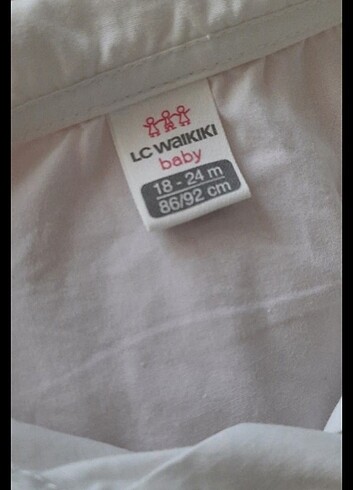 LC WAIKIKI
baby
18 - 24 m
86/92 cm